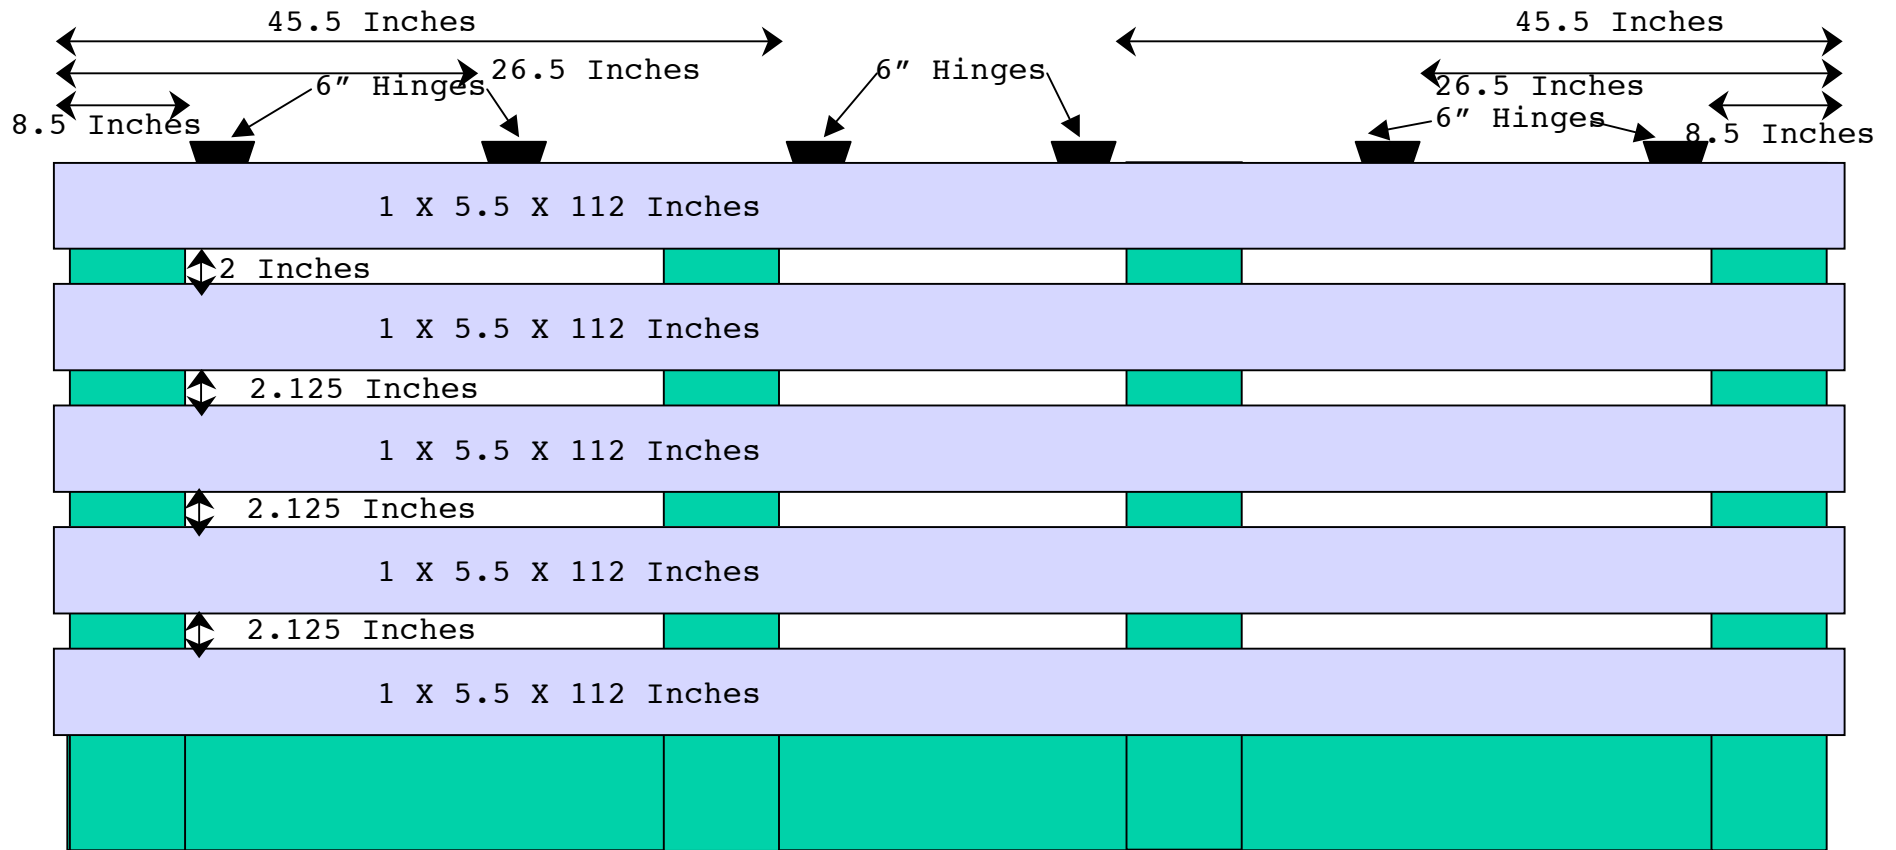 45.5 Inches
45.5 Inches
26.5 Inches
6” Hinges
6” Hinges
26.5 Inches
8.5 Inches
6” Hinges
8.5 Inches
1 X 5.5 X 112 Inches
2 Inches
1 X 5.5 X 112 Inches
2.125 Inches
1 X 5.5 X 112 Inches
2.125 Inches
1 X 5.5 X 112 Inches
2.125 Inches
1 X 5.5 X 112 Inches